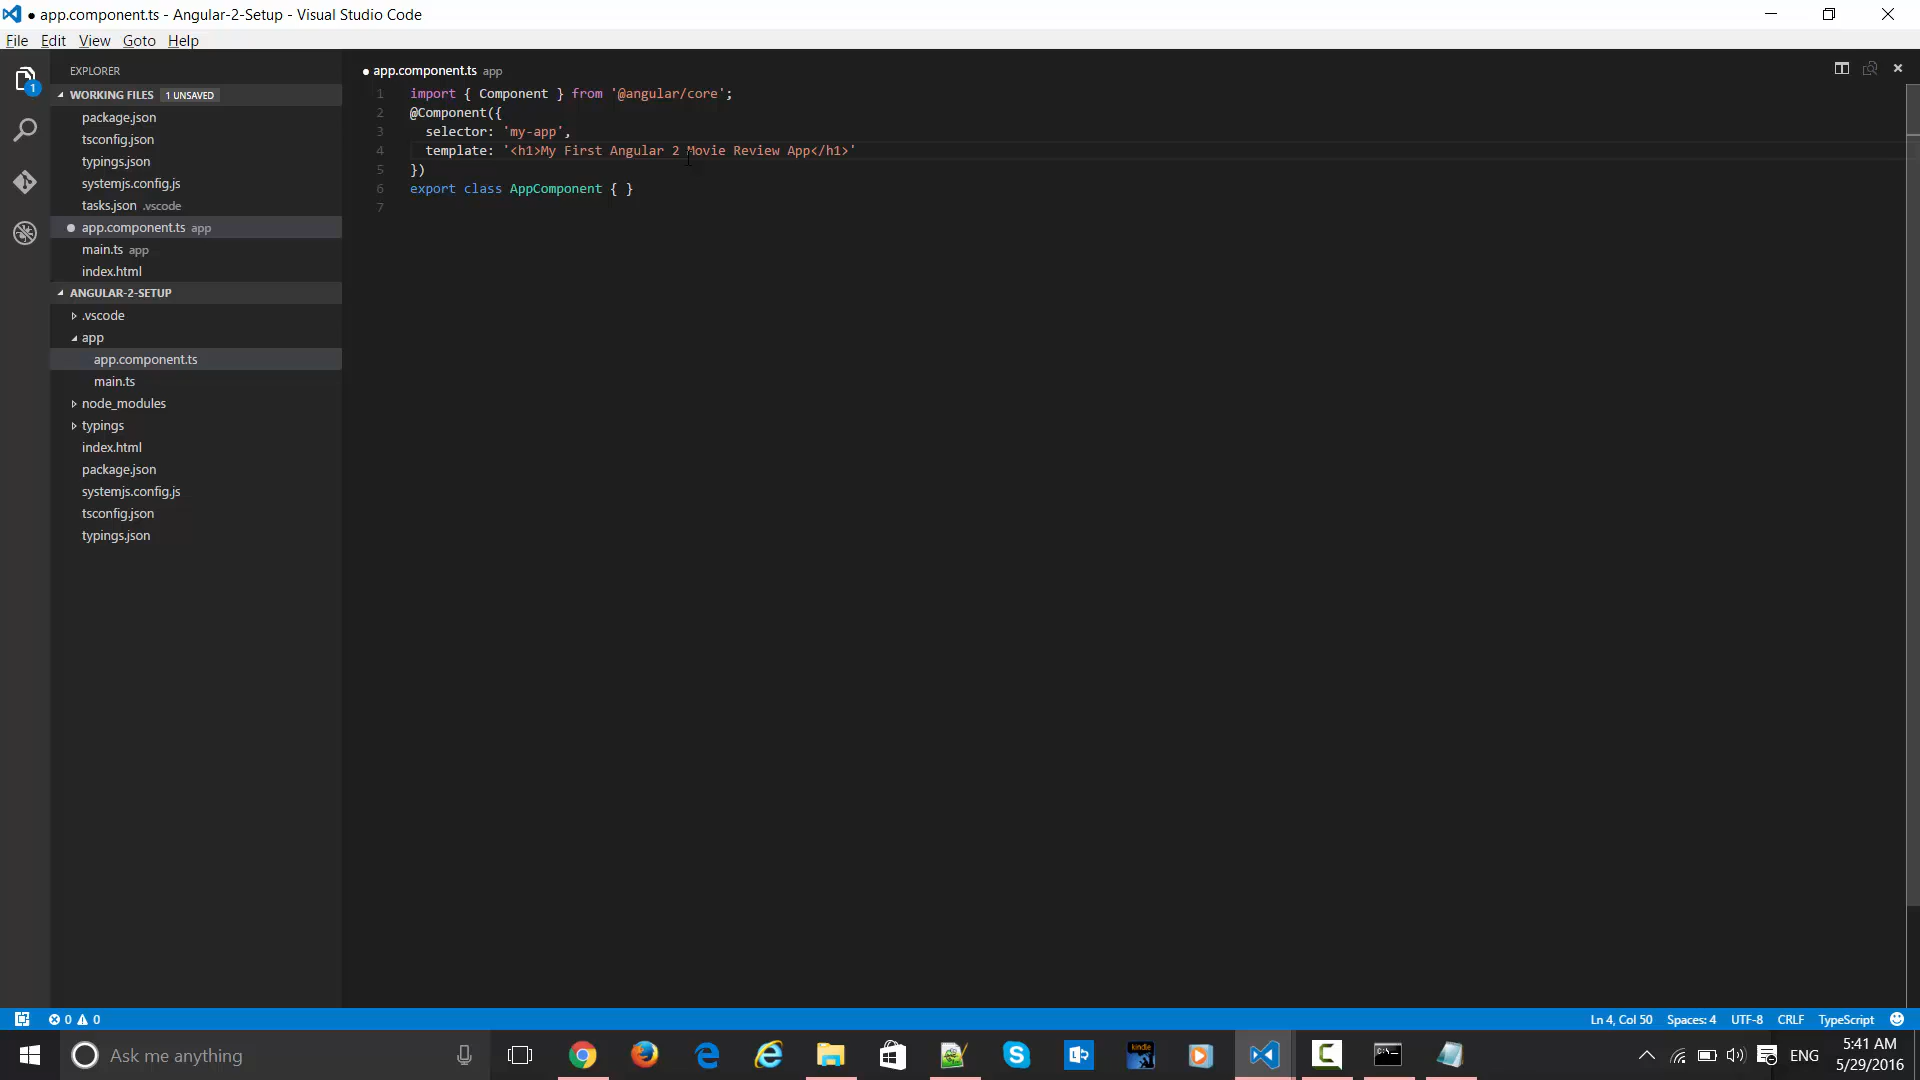 ● app.component.ts - Angular-2-Setup - Visual Studio Code
File Edit View Goto Help
EXPLORER
WORKING FILES 1 UNSAVED
package.json
tsconfig.json
typings.json
systemjs.config.js
tasks.json .vscode
app.component.ts app
main.ts app
index.html
ANGULAR-2-SETUP
.vscode
app
app.component.ts
main.ts
node_modules
typings
index.html
package.json
systemjs.config.js
tsconfig.json
typings.json
1
● app.component.ts app
1 import { Component } from '@angular/core';
2 @Component({
3 selector: 'my-app',
4 template: '<h1>My First Angular 2 Movie Review App</h1>'
5 })
6 export class AppComponent { }
7
0 0
Ln 4, Col 50 Spaces: 4 UTF-8 CRLF TypeScript
Ask me anything
kindle
C:\
ENG
5:41 AM
5/29/2016